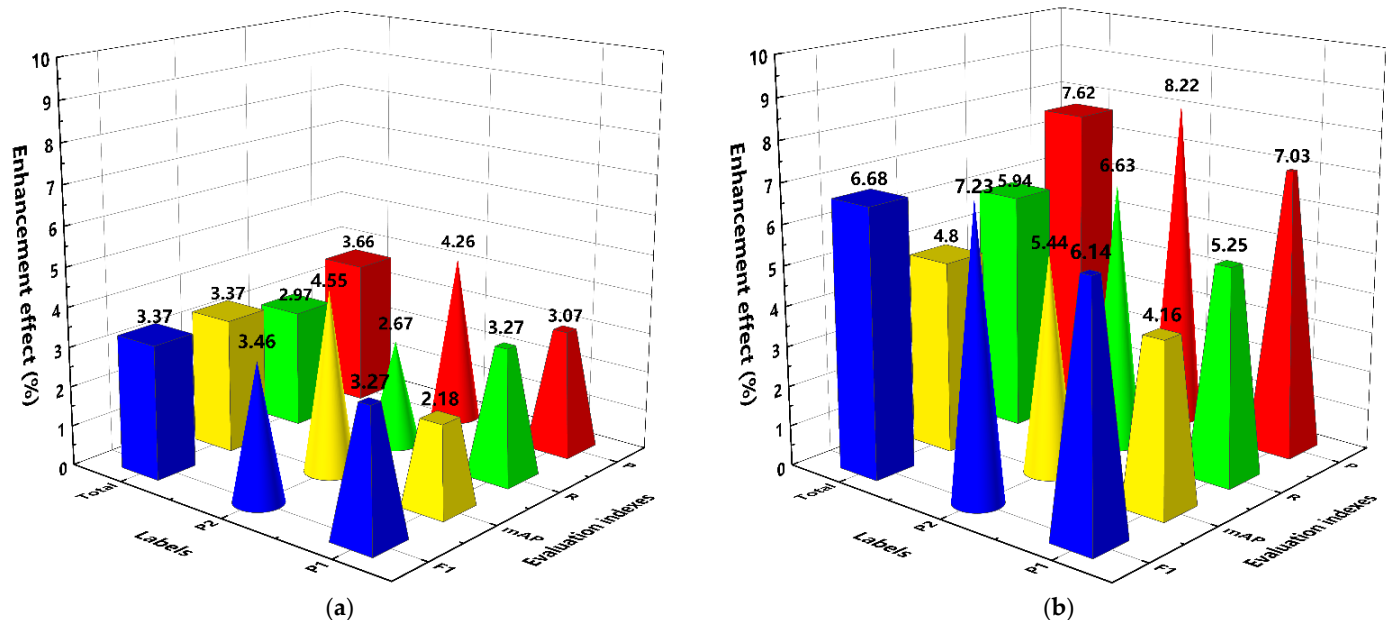 10
9
8
7
6
5
4
3
2
1
0
Enhancement effect (%)
3.37
3.37
2.97
3.66
3.46
4.55
2.67
4.26
3.27
2.18
3.27
3.07
Total
P2
P1
Labels
F1
mAP
R
P
Evaluation indexes
(a)
10
9
8
7
6
5
4
3
2
1
0
Enhancement effect (%)
6.68
4.8
5.94
7.62
7.23
5.44
6.63
8.22
6.14
4.16
5.25
7.03
Total
P2
P1
Labels
F1
mAP
R
P
Evaluation indexes
(b)